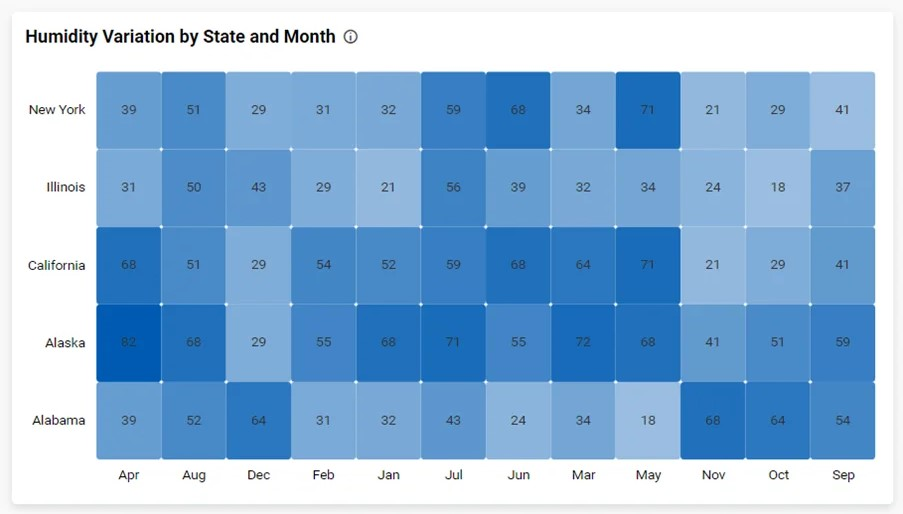 Humidity Variation by State and Month
New York 39 51 29 31 32 59 68 34 71 21 29 41
Illinois 31 50 43 29 21 56 39 32 34 24 18 37
California 68 51 29 54 52 59 68 64 71 21 29 41
Alaska 82 68 29 55 68 71 55 72 68 41 51 59
Alabama 39 52 64 31 32 43 24 34 18 68 64 54
Apr Aug Dec Feb Jan Jul Jun Mar May Nov Oct Sep